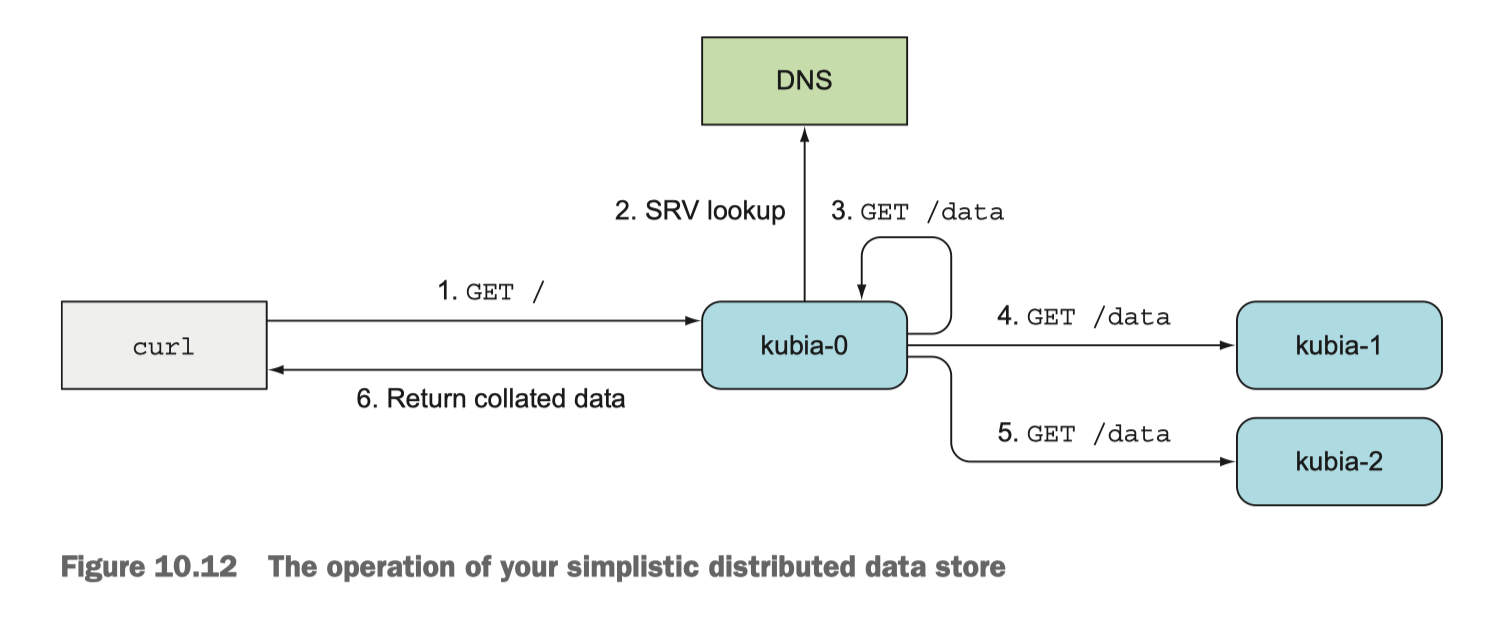 DNS
2. SRV lookup
3. GET /data
1. GET /
4. GET /data
curl
kubia-0
kubia-1
6. Return collated data
5. GET /data
kubia-2
Figure 10.12 The operation of your simplistic distributed data store